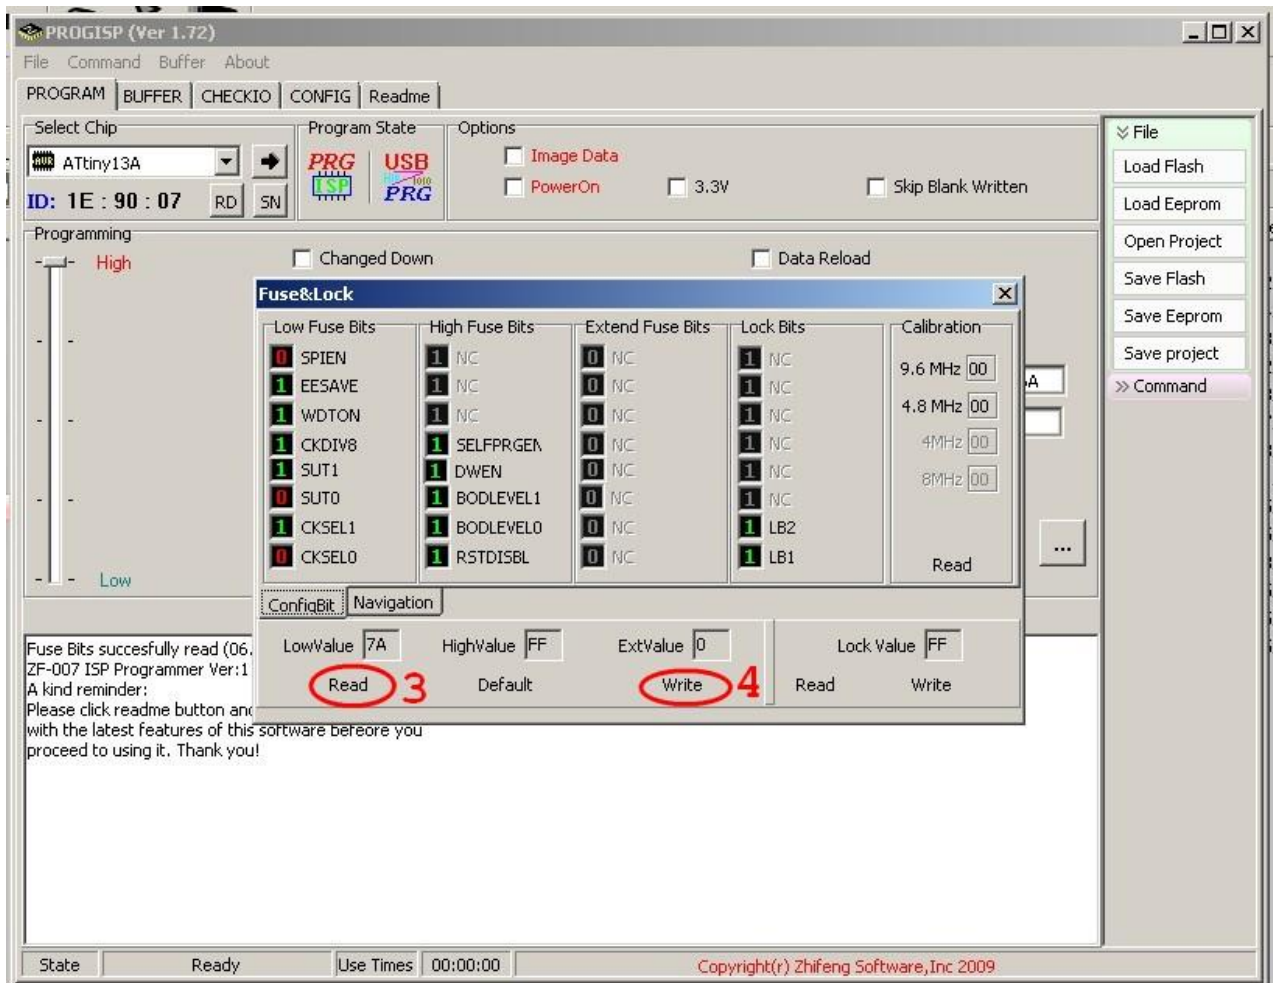 PROGISP (Ver 1.72)
File Command Buffer About
PROGRAM BUFFER CHECKIO CONFIG Readme
Select Chip
ATtiny13A
ID: 1E : 90 : 07 RD SN
Program State
PRG ISP
USB PRG
Options
Image Data
PowerOn 3.3V Skip Blank Written
Programming
High
Low
Changed Down Data Reload
A
...
Fuse&Lock
Low Fuse Bits
0 SPIEN
1 EESAVE
1 WDTON
1 CKDIV8
1 SUT1
0 SUT0
1 CKSEL1
0 CKSEL0
High Fuse Bits
1 NC
1 NC
1 NC
1 SELFPRGEN
1 DWEN
1 BODLEVEL1
1 BODLEVEL0
1 RSTDISBL
Extend Fuse Bits
0 NC
0 NC
0 NC
0 NC
0 NC
0 NC
0 NC
0 NC
Lock Bits
1 NC
1 NC
1 NC
1 NC
1 NC
1 NC
1 LB2
1 LB1
Calibration
9.6 MHz 00
4.8 MHz 00
4MHz 00
8MHz 00
Read
ConfigBit Navigation
LowValue 7A HighValue FF ExtValue 0 Lock Value FF
Read 3 Default Write 4 Read Write
Fuse Bits succesfully read (06.
ZF-007 ISP Programmer Ver:1
A kind reminder:
Please click readme button and
with the latest features of this software befeore you
proceed to using it. Thank you!
File
Load Flash
Load Eeprom
Open Project
Save Flash
Save Eeprom
Save project
Command
State Ready Use Times 00:00:00 Copyright(r) Zhifeng Software,Inc 2009